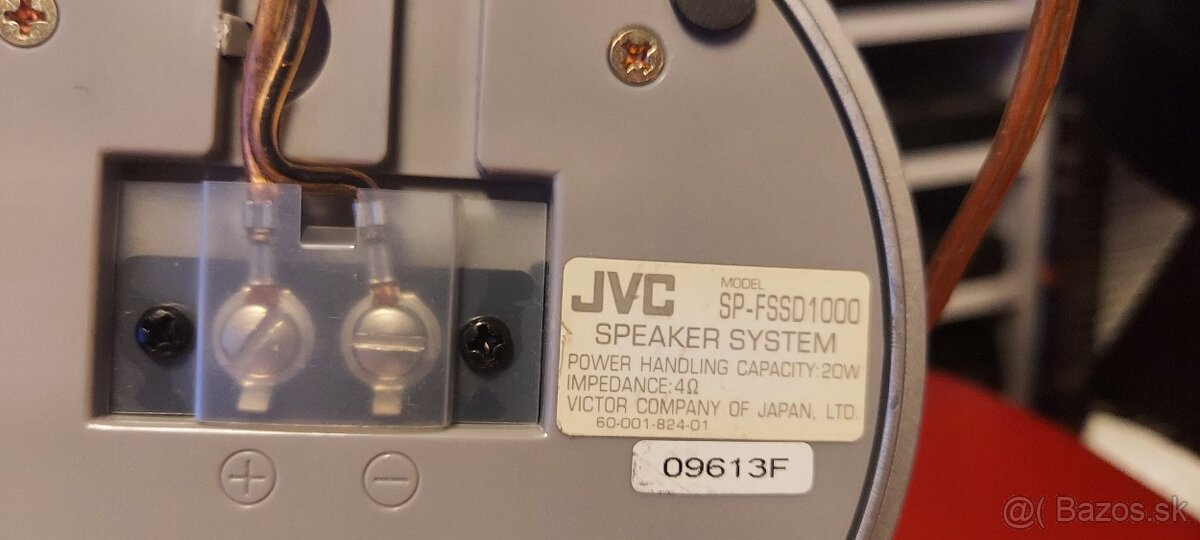 JVC
MODEL
SP-FSSD1000
SPEAKER SYSTEM
POWER HANDLING CAPACITY:20W
IMPEDANCE:4Ω
VICTOR COMPANY OF JAPAN, LTD.
60-001-824-01
09613F
+ −
@( Bazos.sk